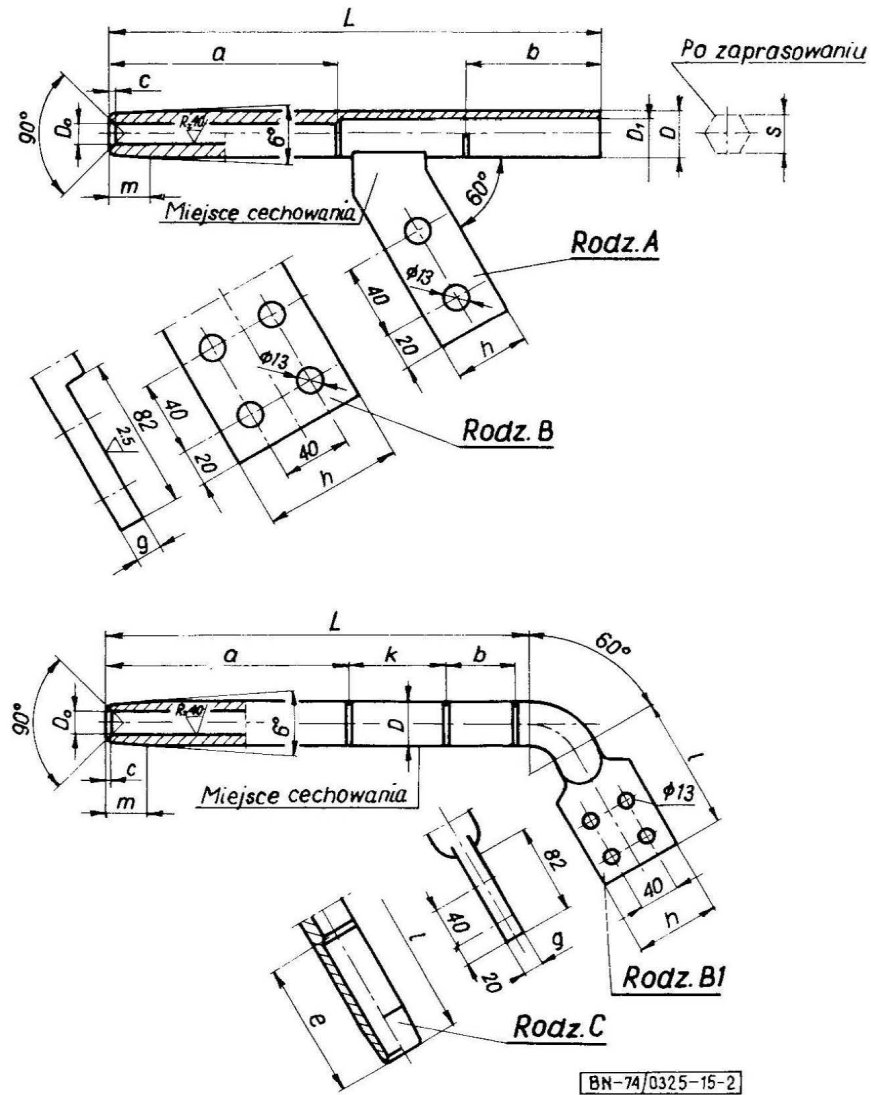 L
a
b
Po zaprasowaniu
c
90°
D₀
Rz40
6°
D₁
D
s
m
60°
Miejsce cechowania
Rodz. A
φ13
40
20
h
φ13
82
2,5
40
20
40
h
Rodz. B
g
L
60°
a
k
b
90°
D₀
Rz40
6°
D
l
c
m
Miejsce cechowania
φ13
82
40
40
h
l
g
20
e
Rodz. B1
Rodz. C
BN-74/0325-15-2